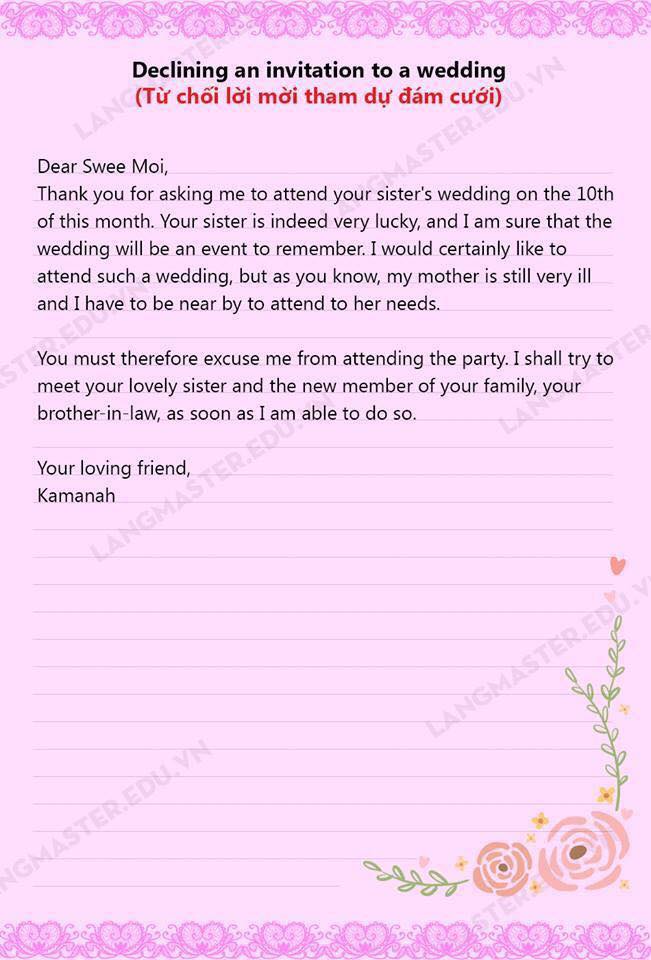 Declining an invitation to a wedding
(Từ chối lời mời tham dự đám cưới)
Dear Swee Moi,
Thank you for asking me to attend your sister's wedding on the 10th
of this month. Your sister is indeed very lucky, and I am sure that the
wedding will be an event to remember. I would certainly like to
attend such a wedding, but as you know, my mother is still very ill
and I have to be near by to attend to her needs.
You must therefore excuse me from attending the party. I shall try to
meet your lovely sister and the new member of your family, your
brother-in-law, as soon as I am able to do so.
Your loving friend,
Kamanah
LANGMASTER.EDU.VN
LANGMASTER.EDU.VN
LANGMASTER.EDU.VN
LANGMASTER.EDU.VN
LANGMASTER.EDU.VN
LANGMASTER.EDU.VN